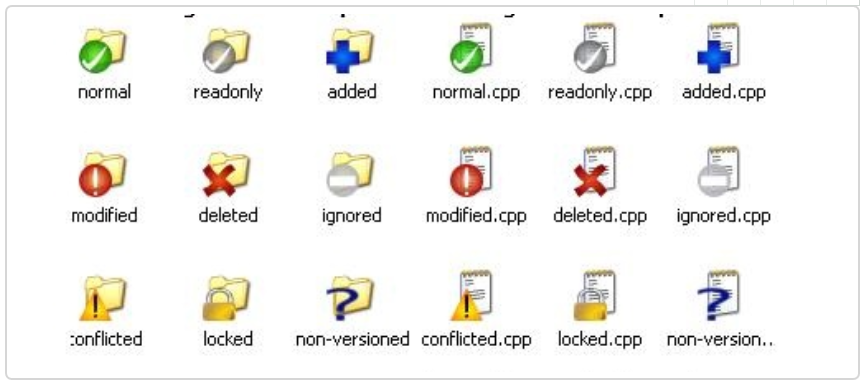 normal readonly added normal.cpp readonly.cpp added.cpp
modified deleted ignored modified.cpp deleted.cpp ignored.cpp
conflicted locked non-versioned conflicted.cpp locked.cpp non-version..